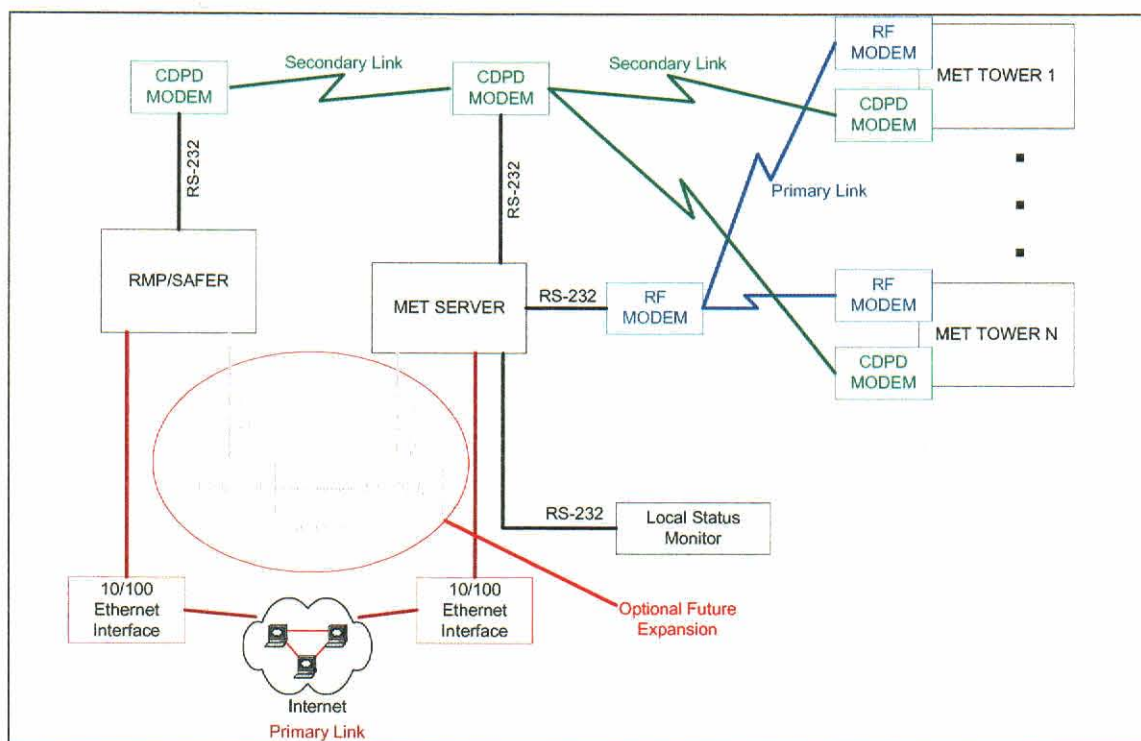 RF
MODEM
MET TOWER 1
Secondary Link
Secondary Link
CDPD
MODEM
CDPD
MODEM
CDPD
MODEM
RS-232
RS-232
Primary Link
RMP/SAFER
MET SERVER
RS-232
RF
MODEM
RF
MODEM
MET TOWER N
CDPD
MODEM
RS-232
Local Status
Monitor
10/100
Ethernet
Interface
10/100
Ethernet
Interface
Optional Future
Expansion
Internet
Primary Link